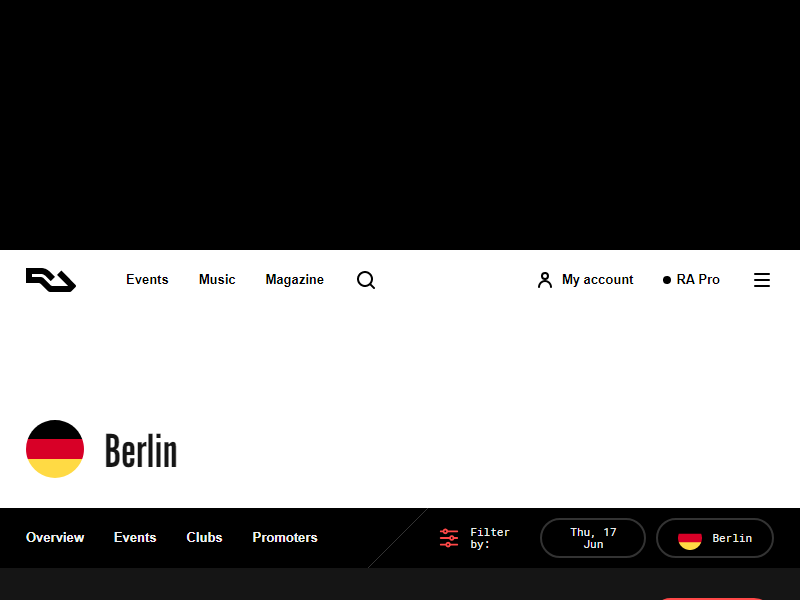 Events Music Magazine My account RA Pro
Berlin
Overview Events Clubs Promoters Filter by: Thu, 17 Jun Berlin